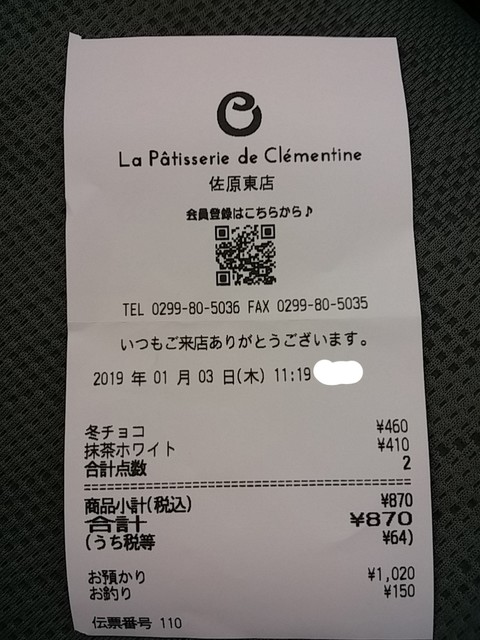 La Pâtisserie de Clémentine
佐原東店
会員登録はこちらから♪
TEL 0299-80-5036 FAX 0299-80-5035
いつもご来店ありがとうございます。
2019 年 01 月 03 日(木) 11:19
冬チョコ ¥460
抹茶ホワイト ¥410
合計点数 2
商品小計(税込) ¥870
合計 ¥870
(うち税等 ¥64)
お預かり ¥1,020
お釣り ¥150
伝票番号 110